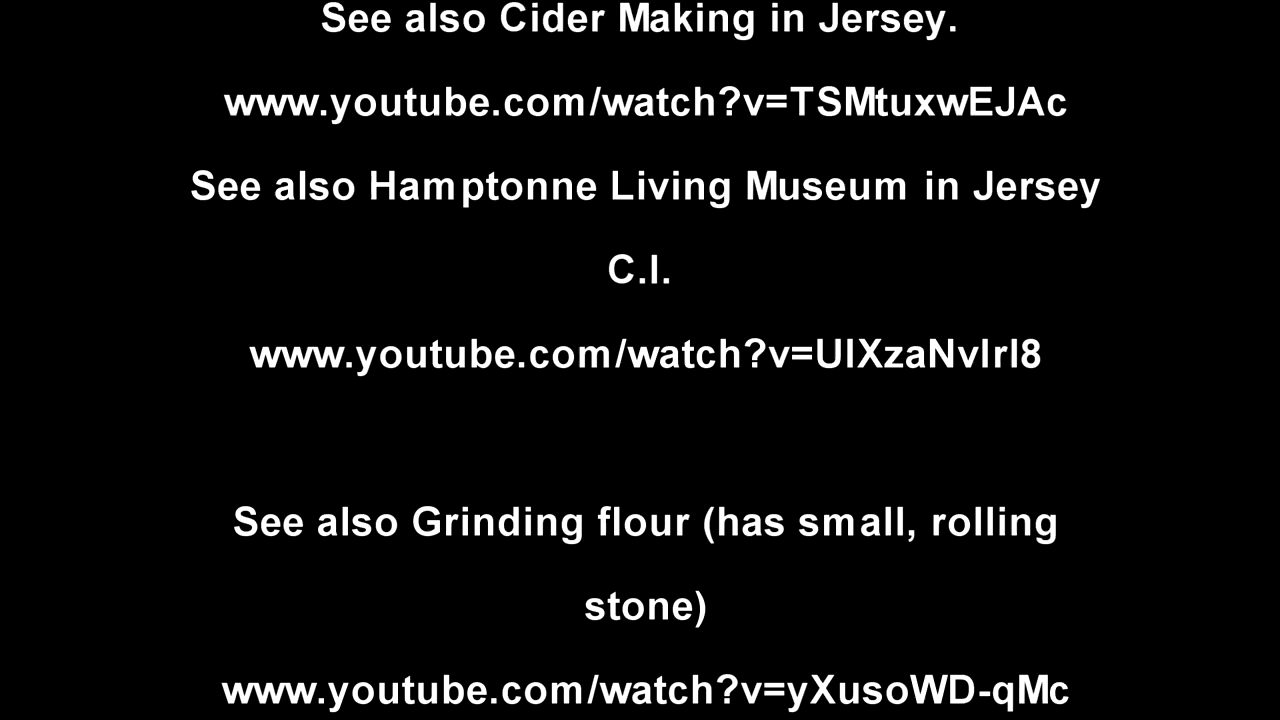 See also Cider Making in Jersey.
www.youtube.com/watch?v=TSMtuxwEJAc
See also Hamptonne Living Museum in Jersey
C.I.
www.youtube.com/watch?v=UIXzaNvIrI8
See also Grinding flour (has small, rolling
stone)
www.youtube.com/watch?v=yXusoWD-qMc